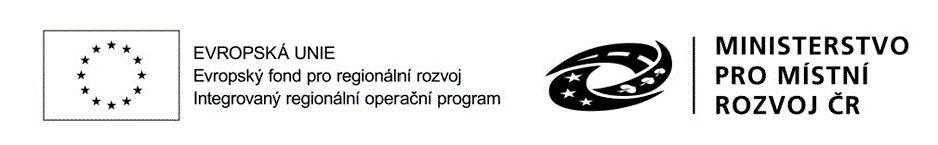 EVROPSKÁ UNIE
Evropský fond pro regionální rozvoj
Integrovaný regionální operační program
MINISTERSTVO
PRO MÍSTNÍ
ROZVOJ ČR